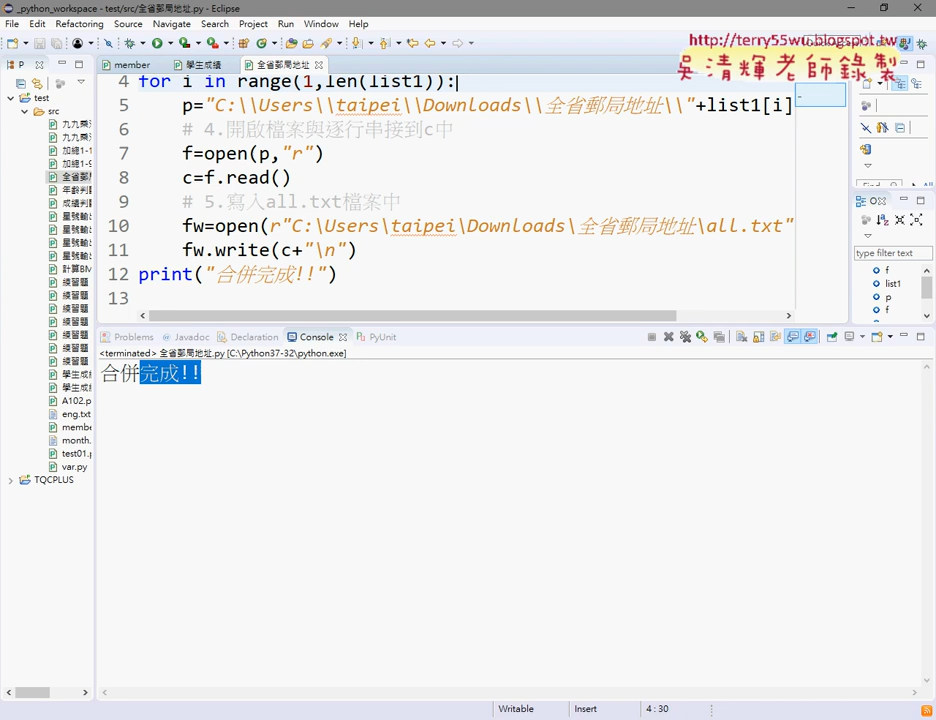 _python_workspace - test/src/全省郵局地址.py - Eclipse
File Edit Refactoring Source Navigate Search Project Run Window Help
http://terry55wu.blogspot.tw
吳清輝老師錄製
P
member
學生成績
全省郵局地址
test
src
九九乘
九九乘
加總1-1
加總1-9
全省郵
年齡判
成績判
星號輸
星號輸
星號輸
星號輸
計算BM
練習題
練習題
練習題
練習題
練習題
練習題
練習題
學生成
學生成
A102.p
eng.txt
membe
month.
test01.p
var.py
TQCPLUS
4 for i in range(1,len(list1)):
5 p="C:\\Users\\taipei\\Downloads\\全省郵局地址\\"+list1[i]
6 # 4.開啟檔案與逐行串接到c中
7 f=open(p,"r")
8 c=f.read()
9 # 5.寫入all.txt檔案中
10 fw=open(r"C:\Users\taipei\Downloads\全省郵局地址\all.txt"
11 fw.write(c+"\n")
12 print("合併完成!!")
13
type filter text
f
list1
p
f
Problems Javadoc Declaration Console PyUnit
<terminated> 全省郵局地址.py [C:\Python37-32\python.exe]
合併完成!!
Writable Insert 4 : 30